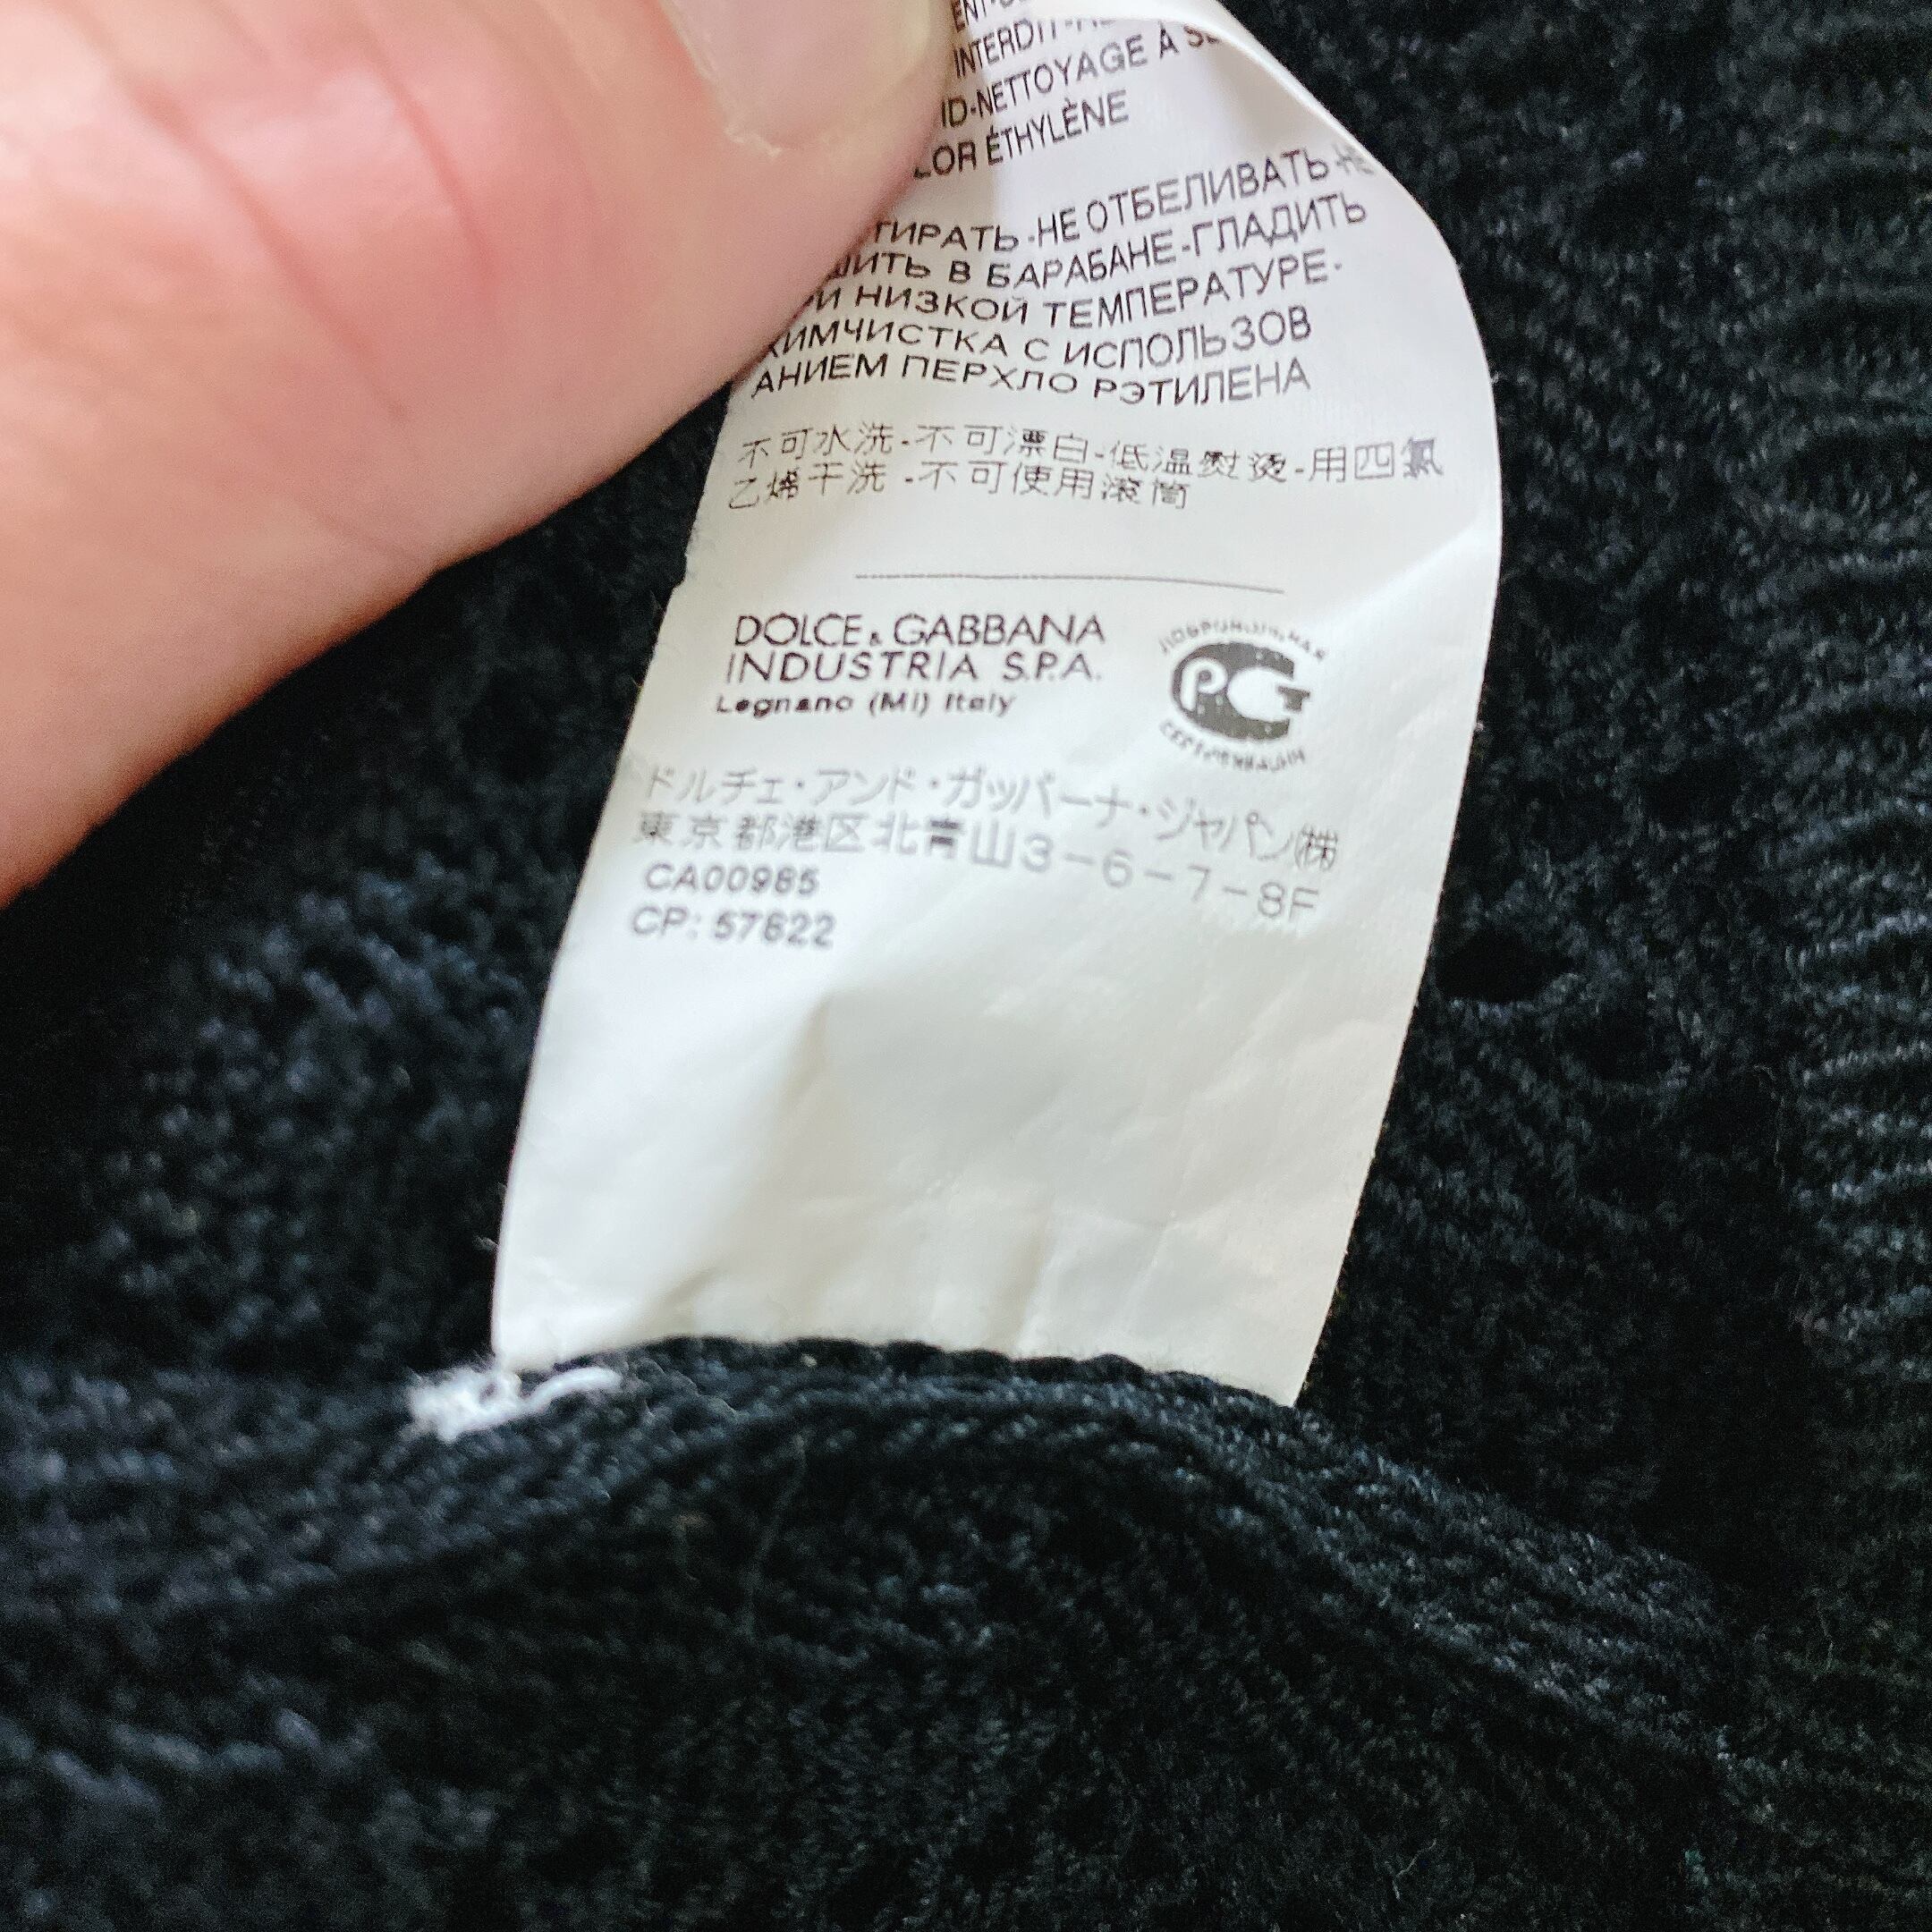 INTERDIT
ID-NETTOYAGE À
LOR ÉTHYLÈNE
ТИРАТЬ-НЕ ОТБЕЛИВАТЬ-НЕ
ШИТЬ В БАРАБАНЕ-ГЛАДИТЬ
РИ НИЗКОЙ ТЕМПЕРАТУРЕ-
ХИМЧИСТКА С ИСПОЛЬЗОВ
АНИЕМ ПЕРХЛО РЭТИЛЕНА
不可水洗-不可漂白-低温熨烫-用四氯
乙烯干洗-不可使用滚筒
DOLCE & GABBANA
INDUSTRIA S.P.A.
Legnano (MI) Italy
PG
ドルチェ・アンド・ガッバーナ・ジャパン㈱
東京都港区北青山3-6-7-8F
CA00985
CP: 57622